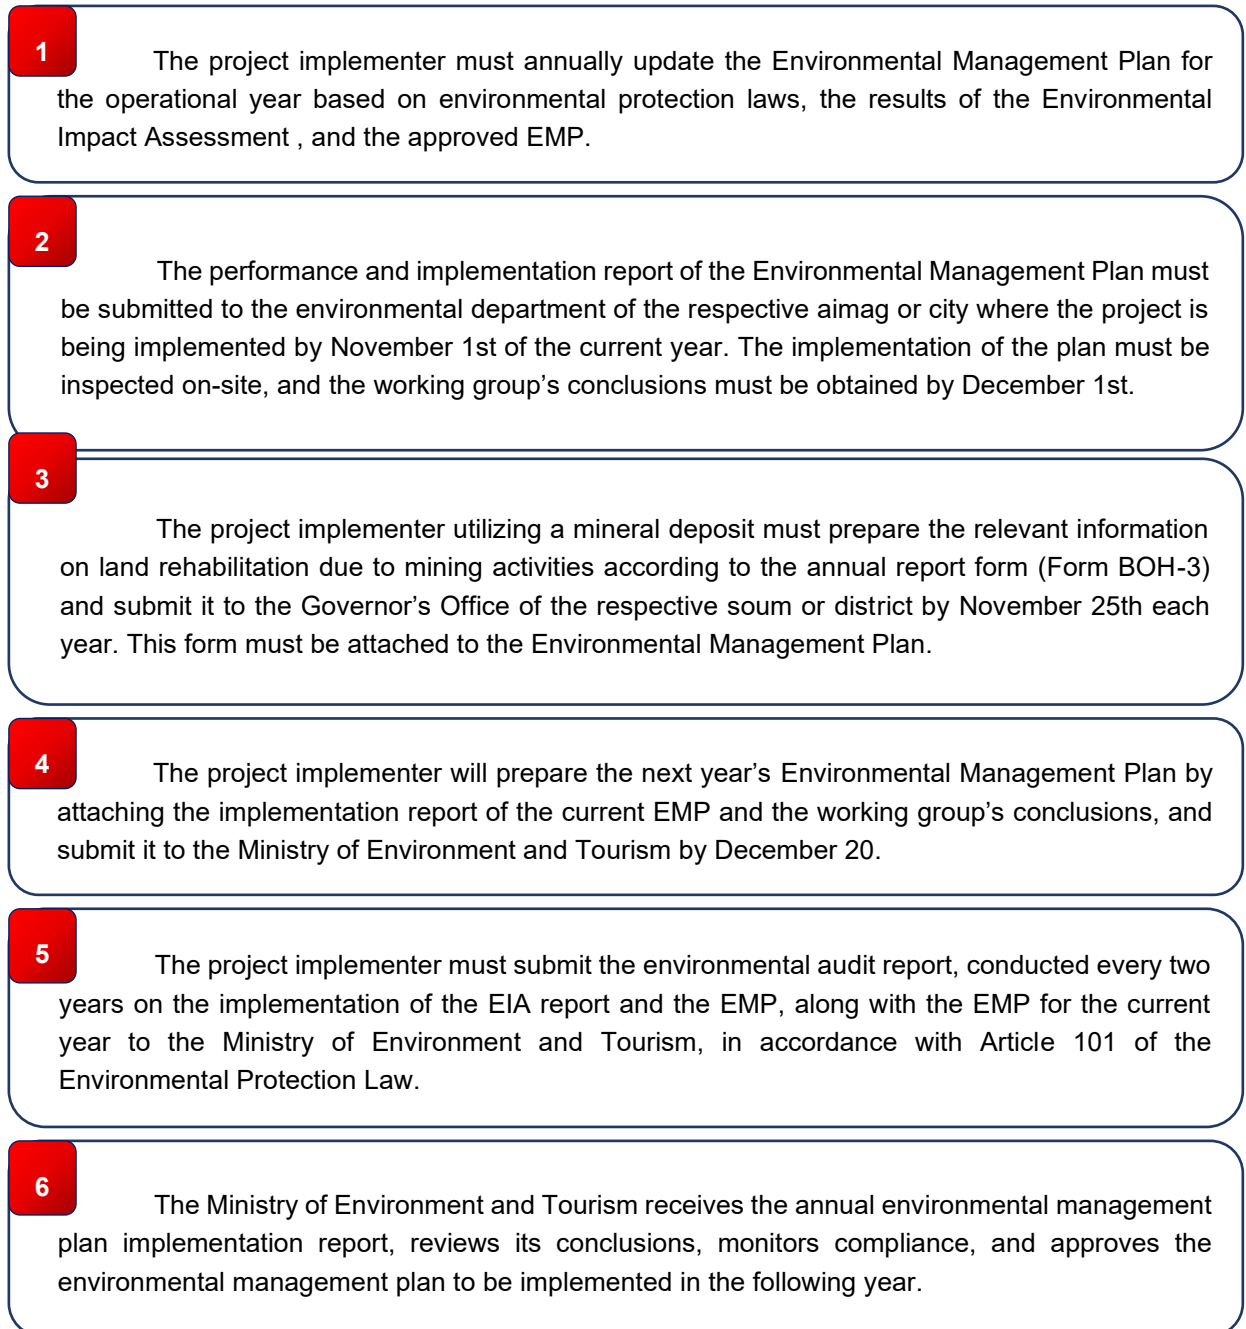 1
The project implementer must annually update the Environmental Management Plan for
the operational year based on environmental protection laws, the results of the Environmental
Impact Assessment , and the approved EMP.
2
The performance and implementation report of the Environmental Management Plan must
be submitted to the environmental department of the respective aimag or city where the project is
being implemented by November 1st of the current year. The implementation of the plan must be
inspected on-site, and the working group’s conclusions must be obtained by December 1st.
3
The project implementer utilizing a mineral deposit must prepare the relevant information
on land rehabilitation due to mining activities according to the annual report form (Form BOH-3)
and submit it to the Governor’s Office of the respective soum or district by November 25th each
year. This form must be attached to the Environmental Management Plan.
4
The project implementer will prepare the next year’s Environmental Management Plan by
attaching the implementation report of the current EMP and the working group’s conclusions, and
submit it to the Ministry of Environment and Tourism by December 20.
5
The project implementer must submit the environmental audit report, conducted every two
years on the implementation of the EIA report and the EMP, along with the EMP for the current
year to the Ministry of Environment and Tourism, in accordance with Article 101 of the
Environmental Protection Law.
6
The Ministry of Environment and Tourism receives the annual environmental management
plan implementation report, reviews its conclusions, monitors compliance, and approves the
environmental management plan to be implemented in the following year.